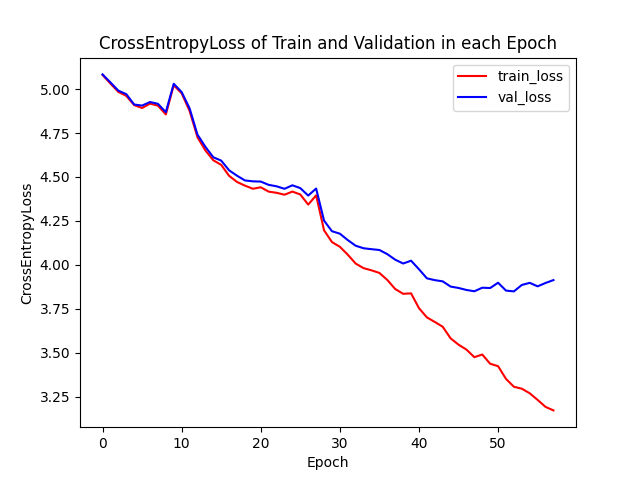 CrossEntropyLoss of Train and Validation in each Epoch
train_loss
val_loss
CrossEntropyLoss
5.00
4.75
4.50
4.25
4.00
3.75
3.50
3.25
0 10 20 30 40 50
Epoch